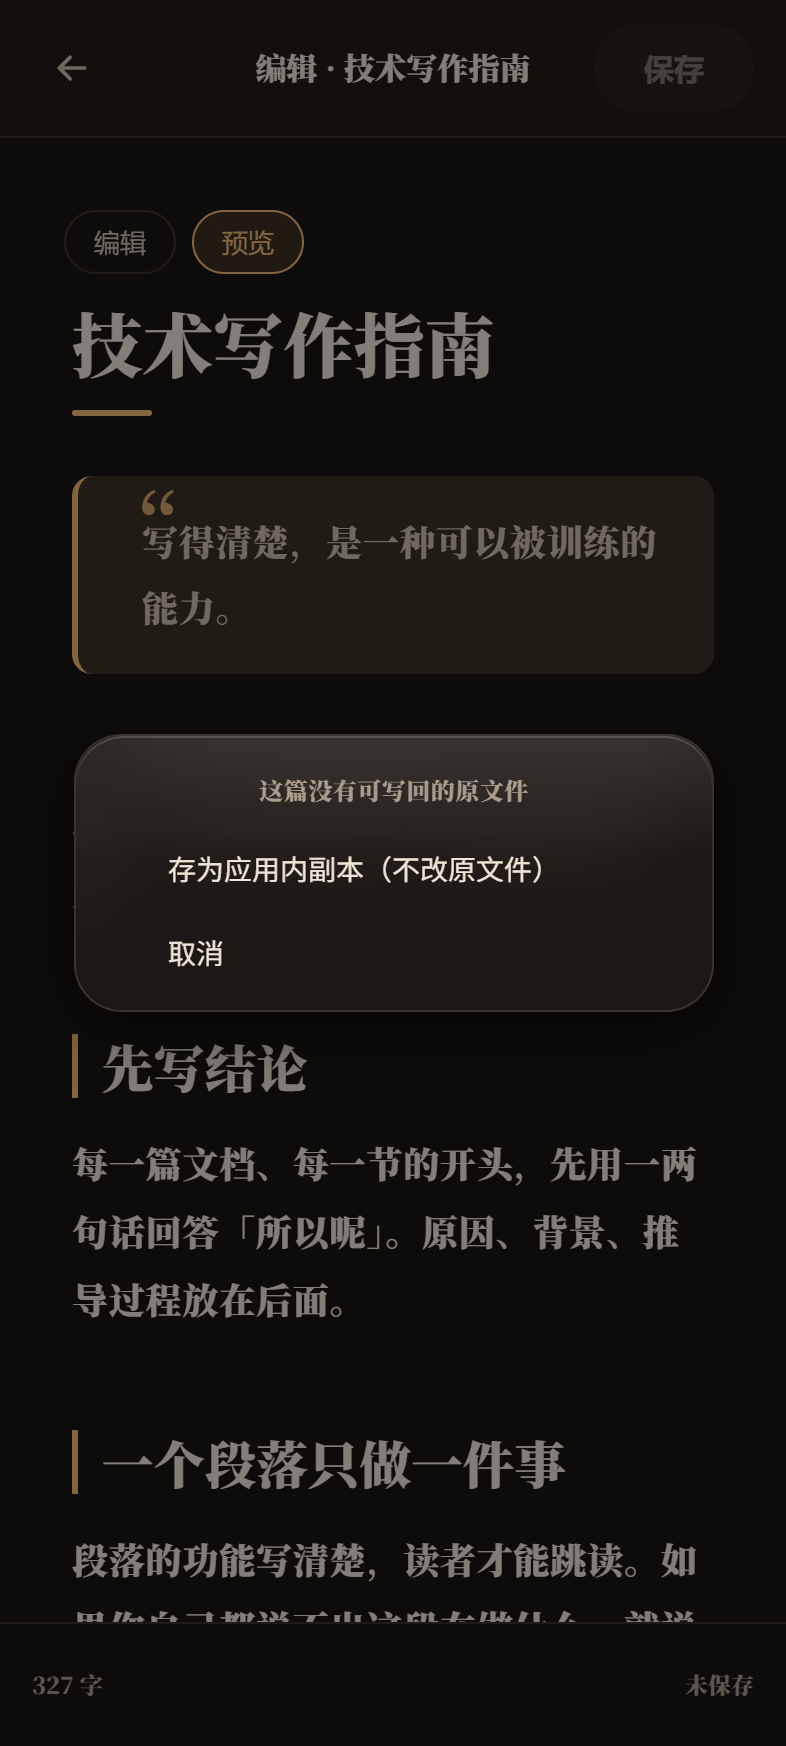 编辑 · 技术写作指南
保存
编辑
预览
技术写作指南
“
写得清楚，是一种可以被训练的
能力。
这篇没有可写回的原文件
存为应用内副本（不改原文件）
取消
先写结论
每一篇文档、每一节的开头，先用一两
句话回答「所以呢」。原因、背景、推
导过程放在后面。
一个段落只做一件事
段落的功能写清楚，读者才能跳读。如
327 字
未保存